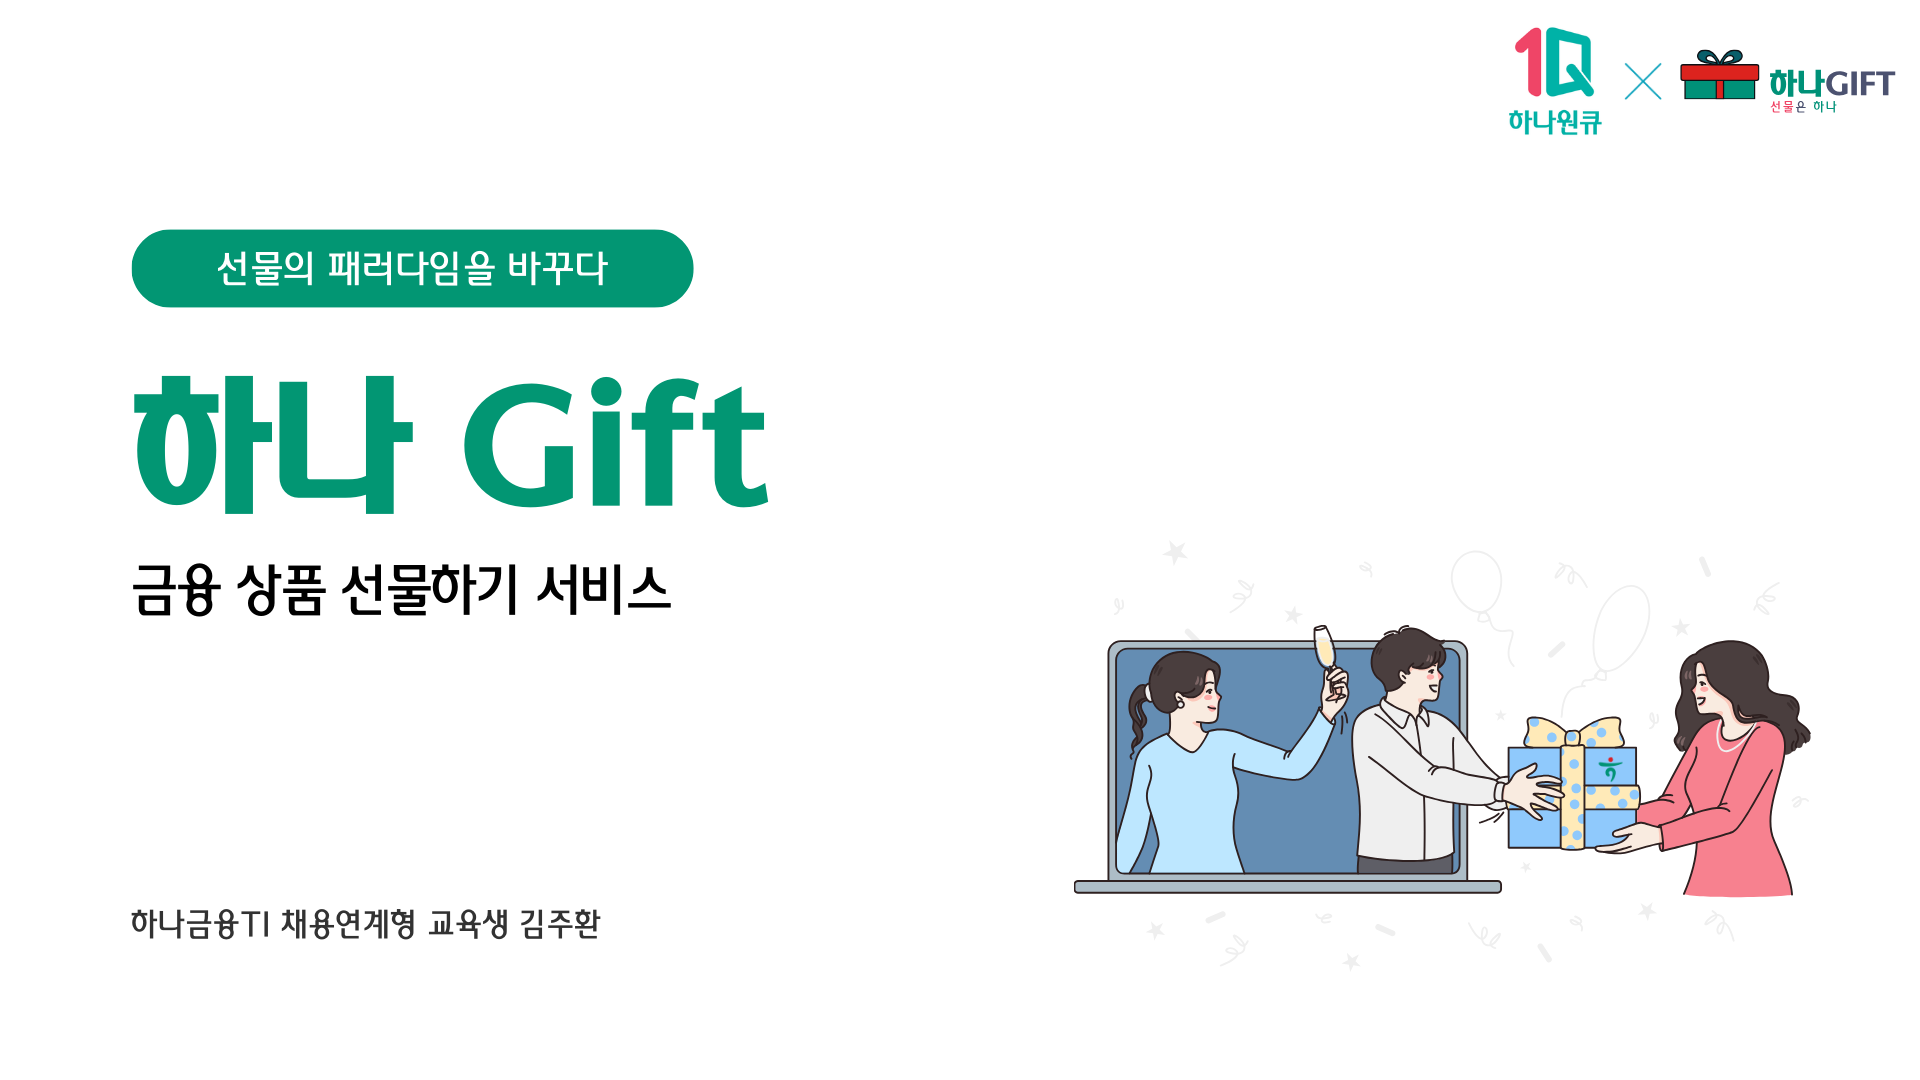 1Q
하나원큐
하나GIFT
선물은 하나
선물의 패러다임을 바꾸다
하나 Gift
금융 상품 선물하기 서비스
하나금융TI 채용연계형 교육생 김주환